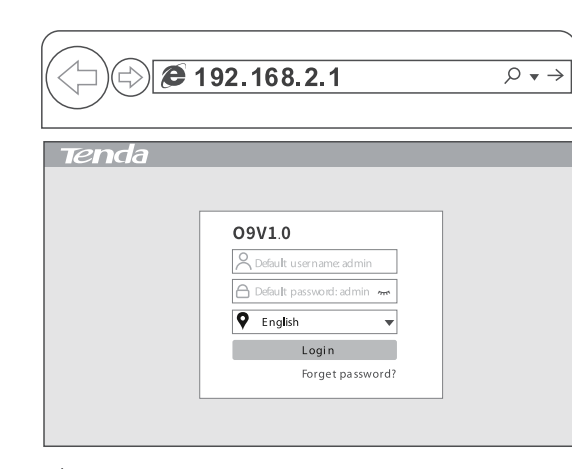 192.168.2.1
Tenda
O9V1.0
Default username: admin
Default password: admin
English
Login
Forget password?